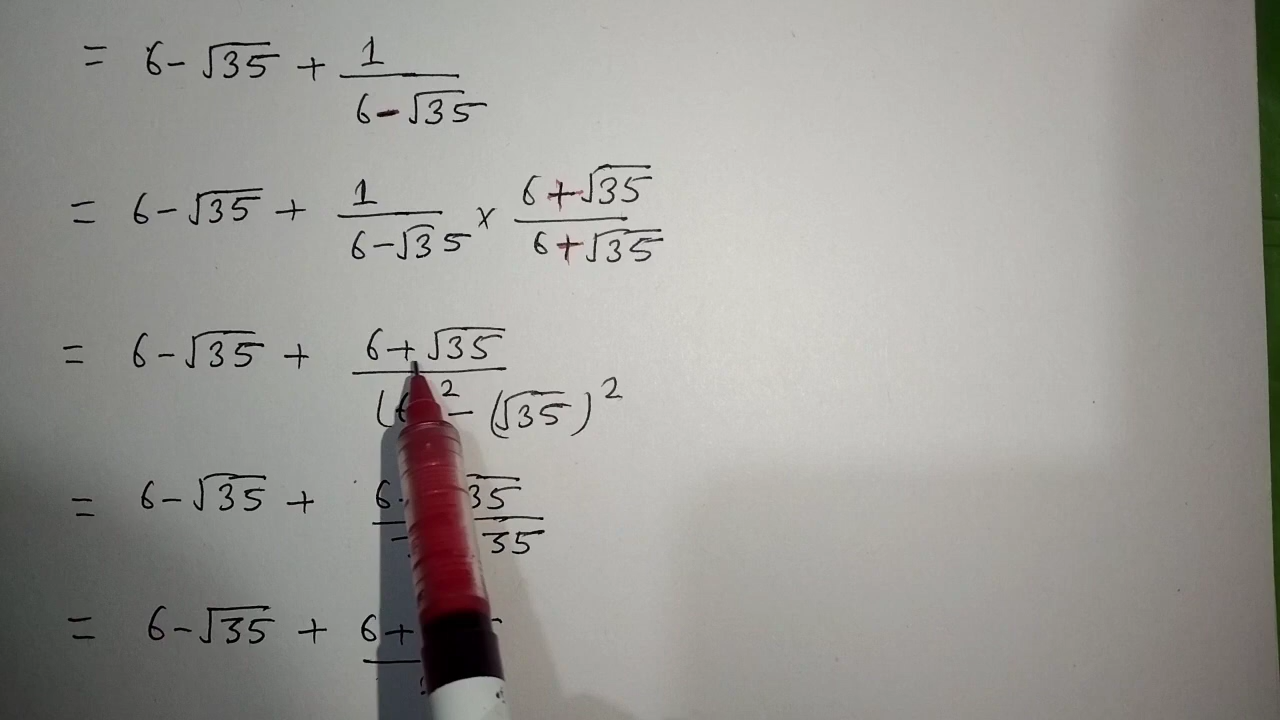 = 6 - √35 + 1 / 6 - √35
= 6 - √35 + 1 / 6 - √35 × 6 + √35 / 6 + √35
= 6 - √35 + 6 + √35 / ( )² - (√35)²
= 6 - √35 + 6 35 / 35
= 6 - √35 + 6 +